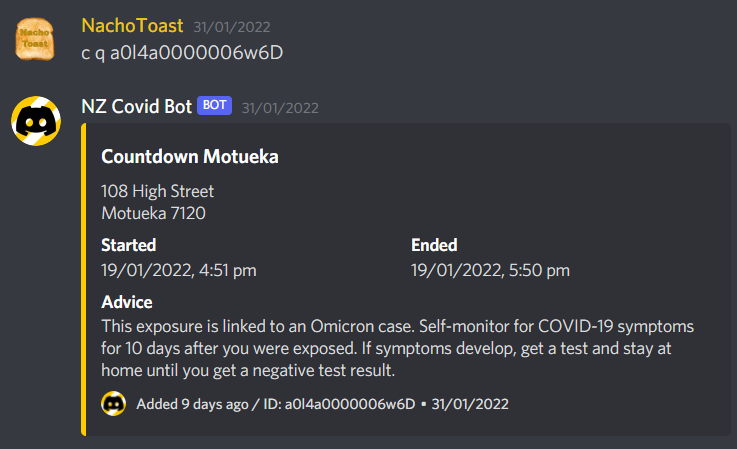 Nacho
Toast
NachoToast 31/01/2022
c q a0l4a0000006w6D
NZ Covid Bot BOT 31/01/2022
Countdown Motueka
108 High Street
Motueka 7120
Started Ended
19/01/2022, 4:51 pm 19/01/2022, 5:50 pm
Advice
This exposure is linked to an Omicron case. Self-monitor for COVID-19 symptoms
for 10 days after you were exposed. If symptoms develop, get a test and stay at
home until you get a negative test result.
Added 9 days ago / ID: a0l4a0000006w6D • 31/01/2022